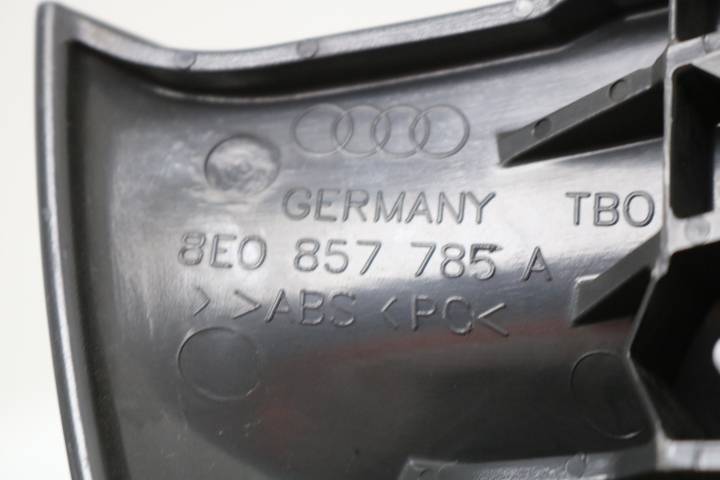 GERMANY TBO
8E0 857 785 A
> >ABS <PC<